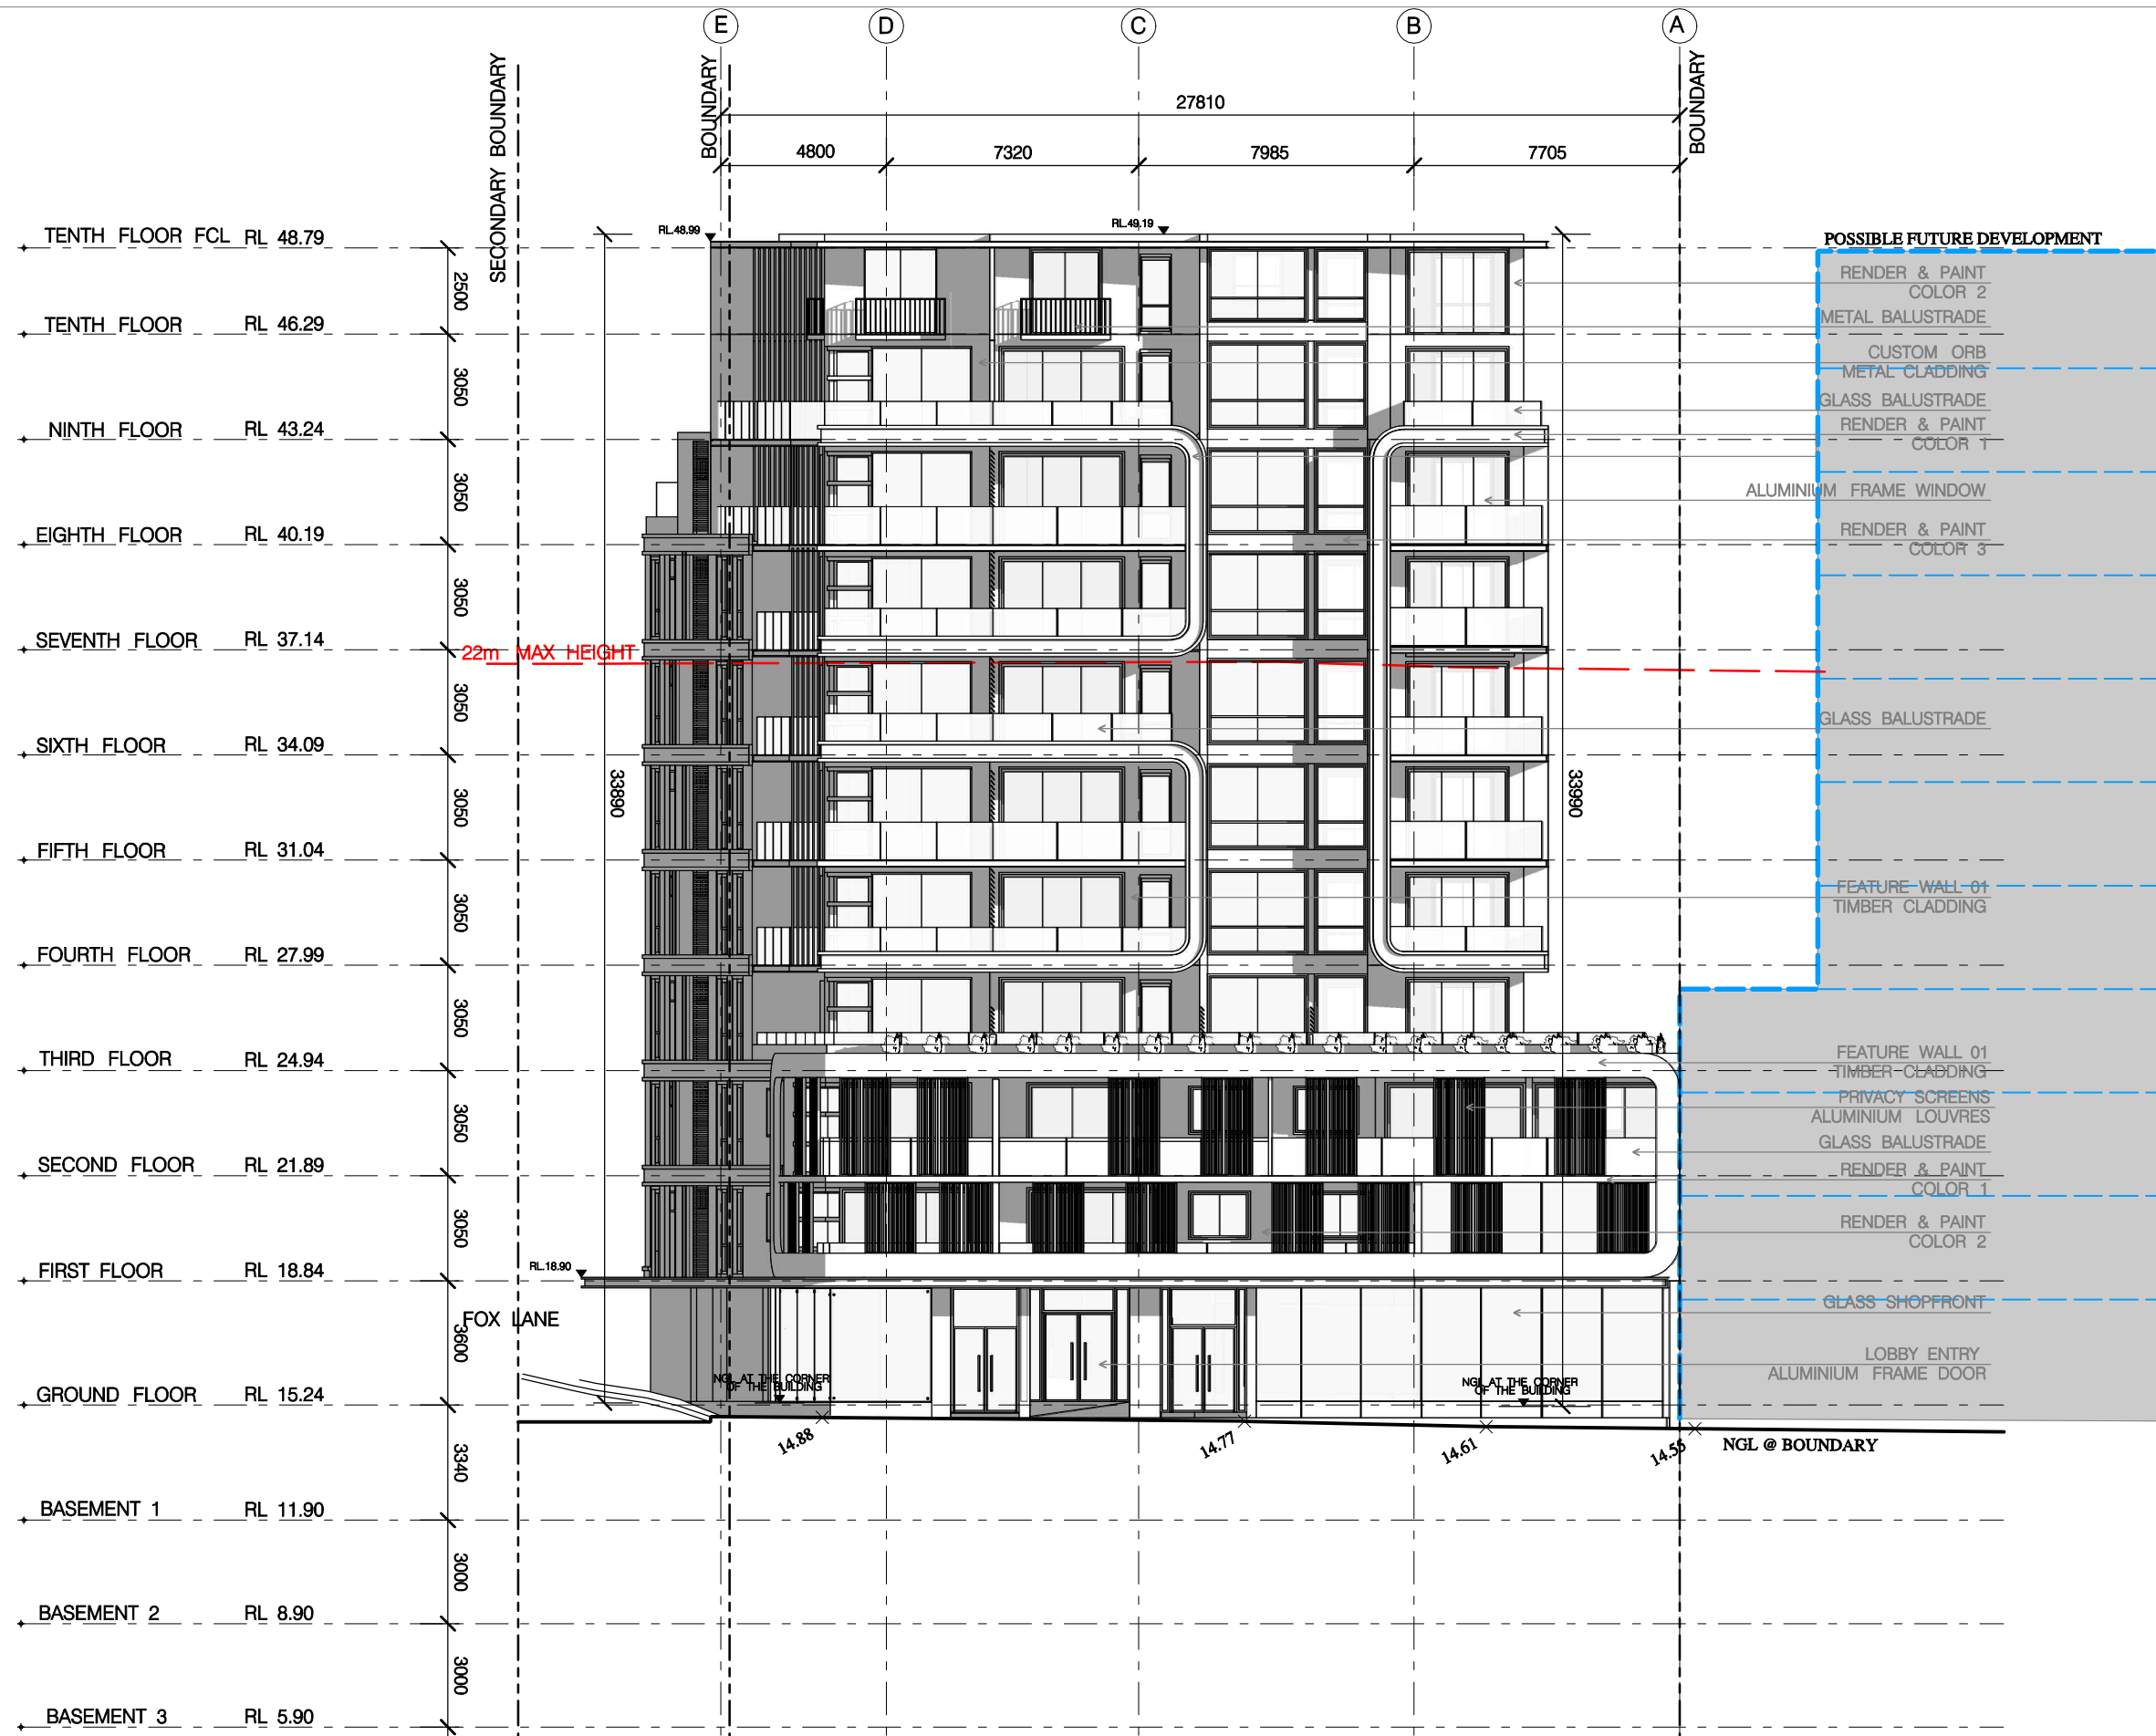 E
D
C
B
A
SECONDARY BOUNDARY
BOUNDARY
BOUNDARY
27810
4800
7320
7985
7705
RL.48.99
RL.49.19
TENTH FLOOR FCL RL 48.79
2500
TENTH FLOOR RL 46.29
3050
NINTH FLOOR RL 43.24
3050
EIGHTH FLOOR RL 40.19
3050
SEVENTH FLOOR RL 37.14
22m MAX HEIGHT
3050
SIXTH FLOOR RL 34.09
3050
33890
33990
FIFTH FLOOR RL 31.04
3050
FOURTH FLOOR RL 27.99
3050
THIRD FLOOR RL 24.94
3050
SECOND FLOOR RL 21.89
3050
FIRST FLOOR RL 18.84
RL.18.90
FOX LANE
3600
GROUND FLOOR RL 15.24
3340
BASEMENT 1 RL 11.90
3000
BASEMENT 2 RL 8.90
3000
BASEMENT 3 RL 5.90
POSSIBLE FUTURE DEVELOPMENT
RENDER & PAINT
COLOR 2
METAL BALUSTRADE
CUSTOM ORB
METAL CLADDING
GLASS BALUSTRADE
RENDER & PAINT
COLOR 1
ALUMINIUM FRAME WINDOW
RENDER & PAINT
COLOR 3
GLASS BALUSTRADE
FEATURE WALL 01
TIMBER CLADDING
FEATURE WALL 01
TIMBER CLADDING
PRIVACY SCREENS
ALUMINIUM LOUVRES
GLASS BALUSTRADE
RENDER & PAINT
COLOR 1
RENDER & PAINT
COLOR 2
GLASS SHOPFRONT
LOBBY ENTRY
ALUMINIUM FRAME DOOR
NGL AT THE CORNER
OF THE BUILDING
NGL AT THE CORNER
OF THE BUILDING
14.88
14.77
14.61
14.55
NGL @ BOUNDARY